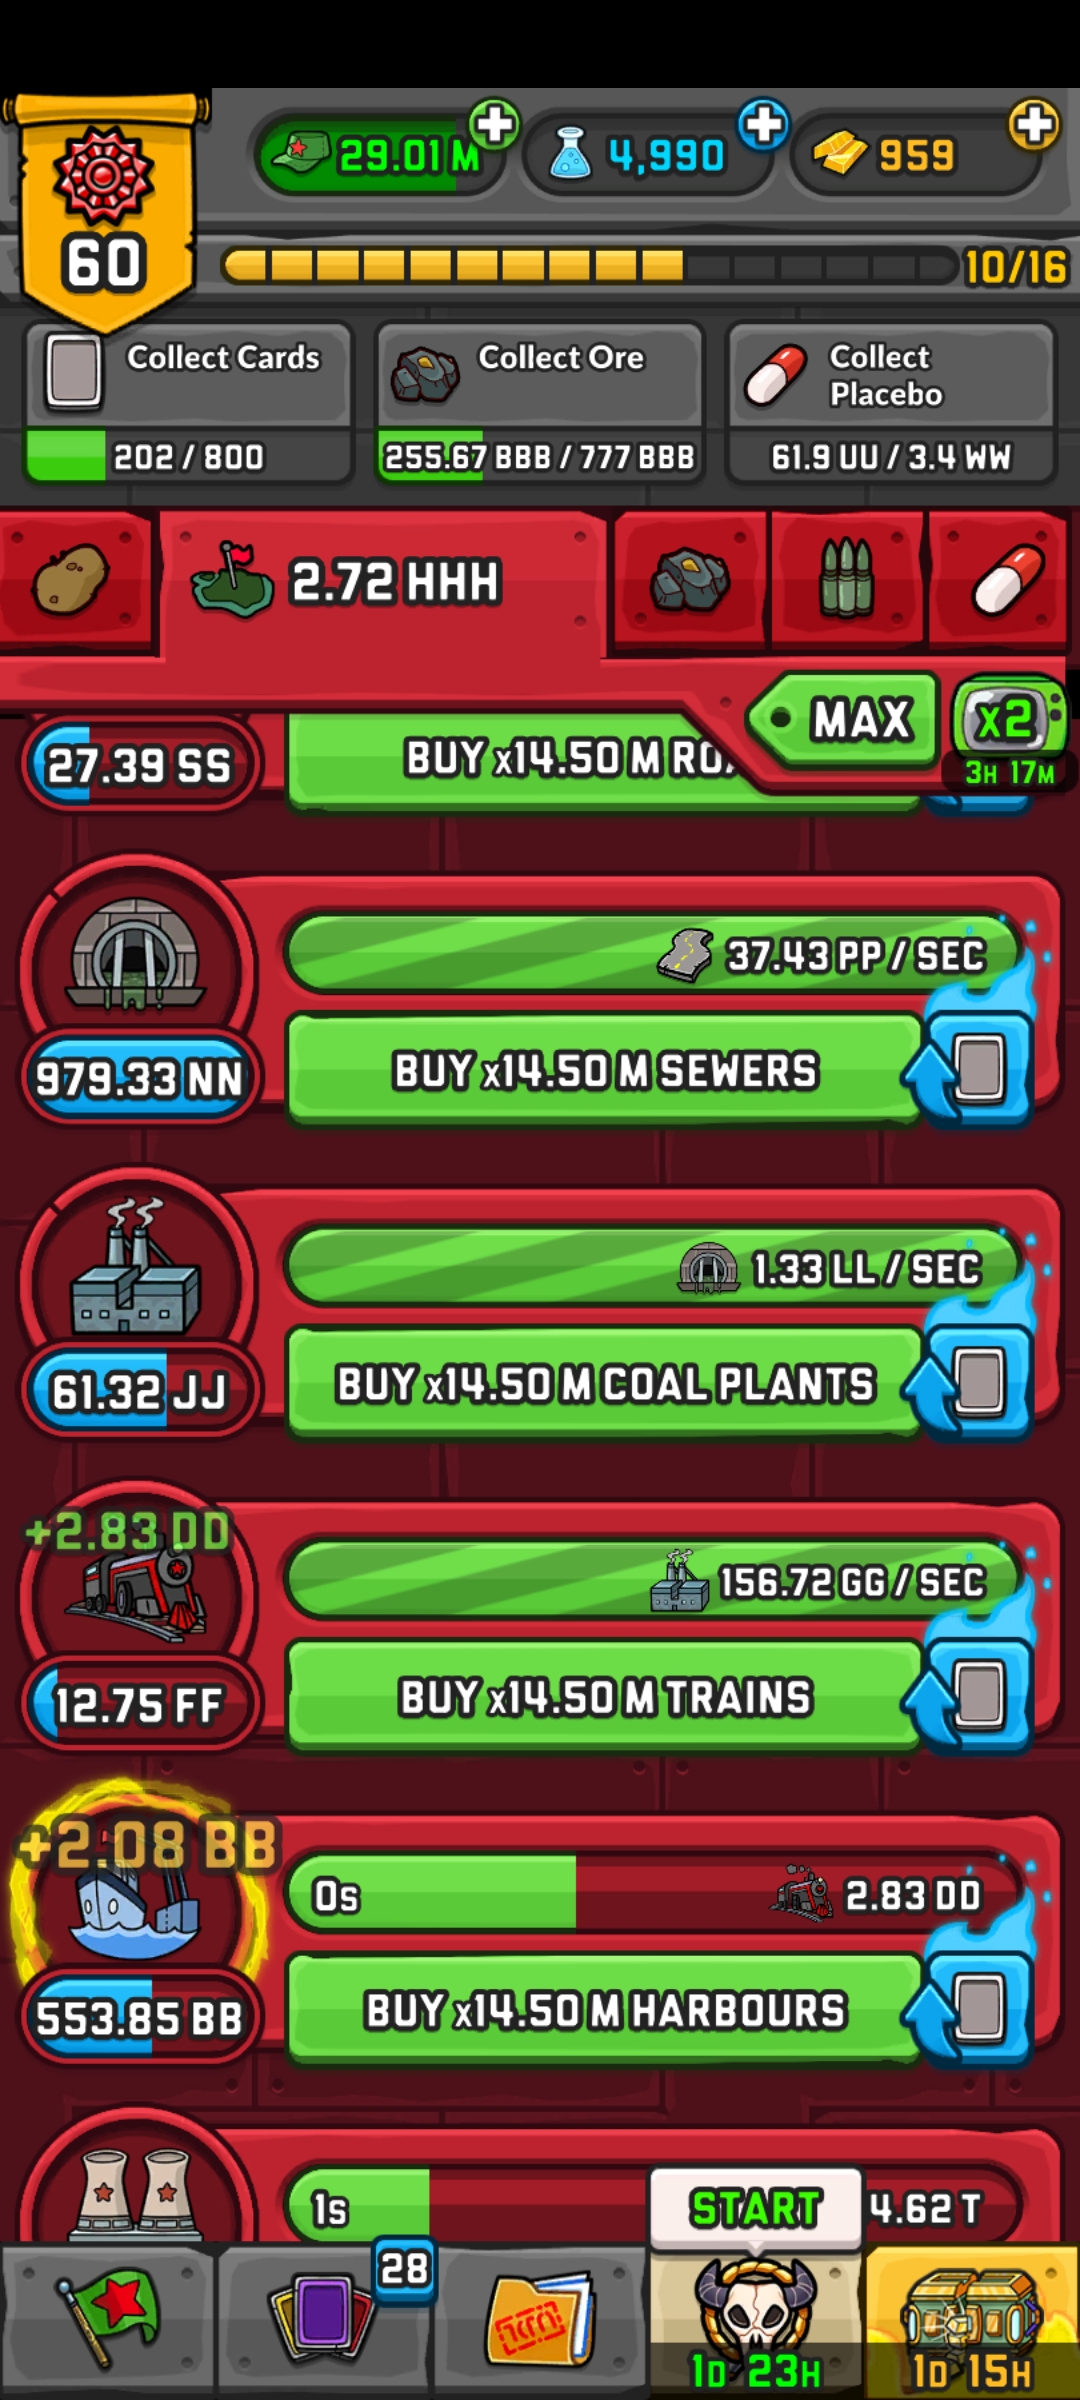 29.01 M
4,990
959
60
10/16
Collect Cards
202 / 800
Collect Ore
255.67 BBB / 777 BBB
Collect
Placebo
61.9 UU / 3.4 WW
2.72 HHH
MAX
x2
3H 17M
27.39 SS
BUY x14.50 M
37.43 PP / SEC
979.33 NN
BUY x14.50 M SEWERS
1.33 LL / SEC
61.32 JJ
BUY x14.50 M COAL PLANTS
+2.83 DD
156.72 GG / SEC
12.75 FF
BUY x14.50 M TRAINS
+2.08 BB
0s
2.83 DD
553.85 BB
BUY x14.50 M HARBOURS
1s
START
4.62 T
28
1D 23H
1D 15H